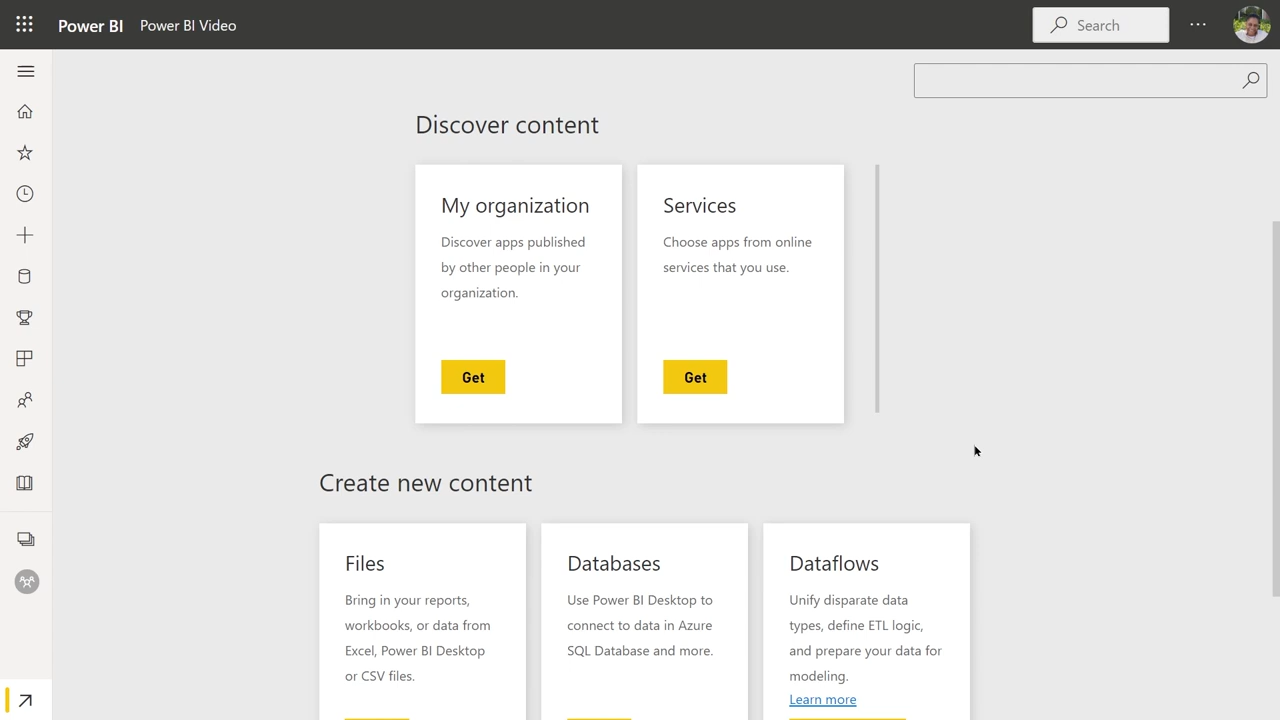 Power BI Power BI Video
Search
Discover content
My organization
Discover apps published
by other people in your
organization.
Get
Services
Choose apps from online
services that you use.
Get
Create new content
Files
Bring in your reports,
workbooks, or data from
Excel, Power BI Desktop
or CSV files.
Databases
Use Power BI Desktop to
connect to data in Azure
SQL Database and more.
Dataflows
Unify disparate data
types, define ETL logic,
and prepare your data for
modeling.
Learn more